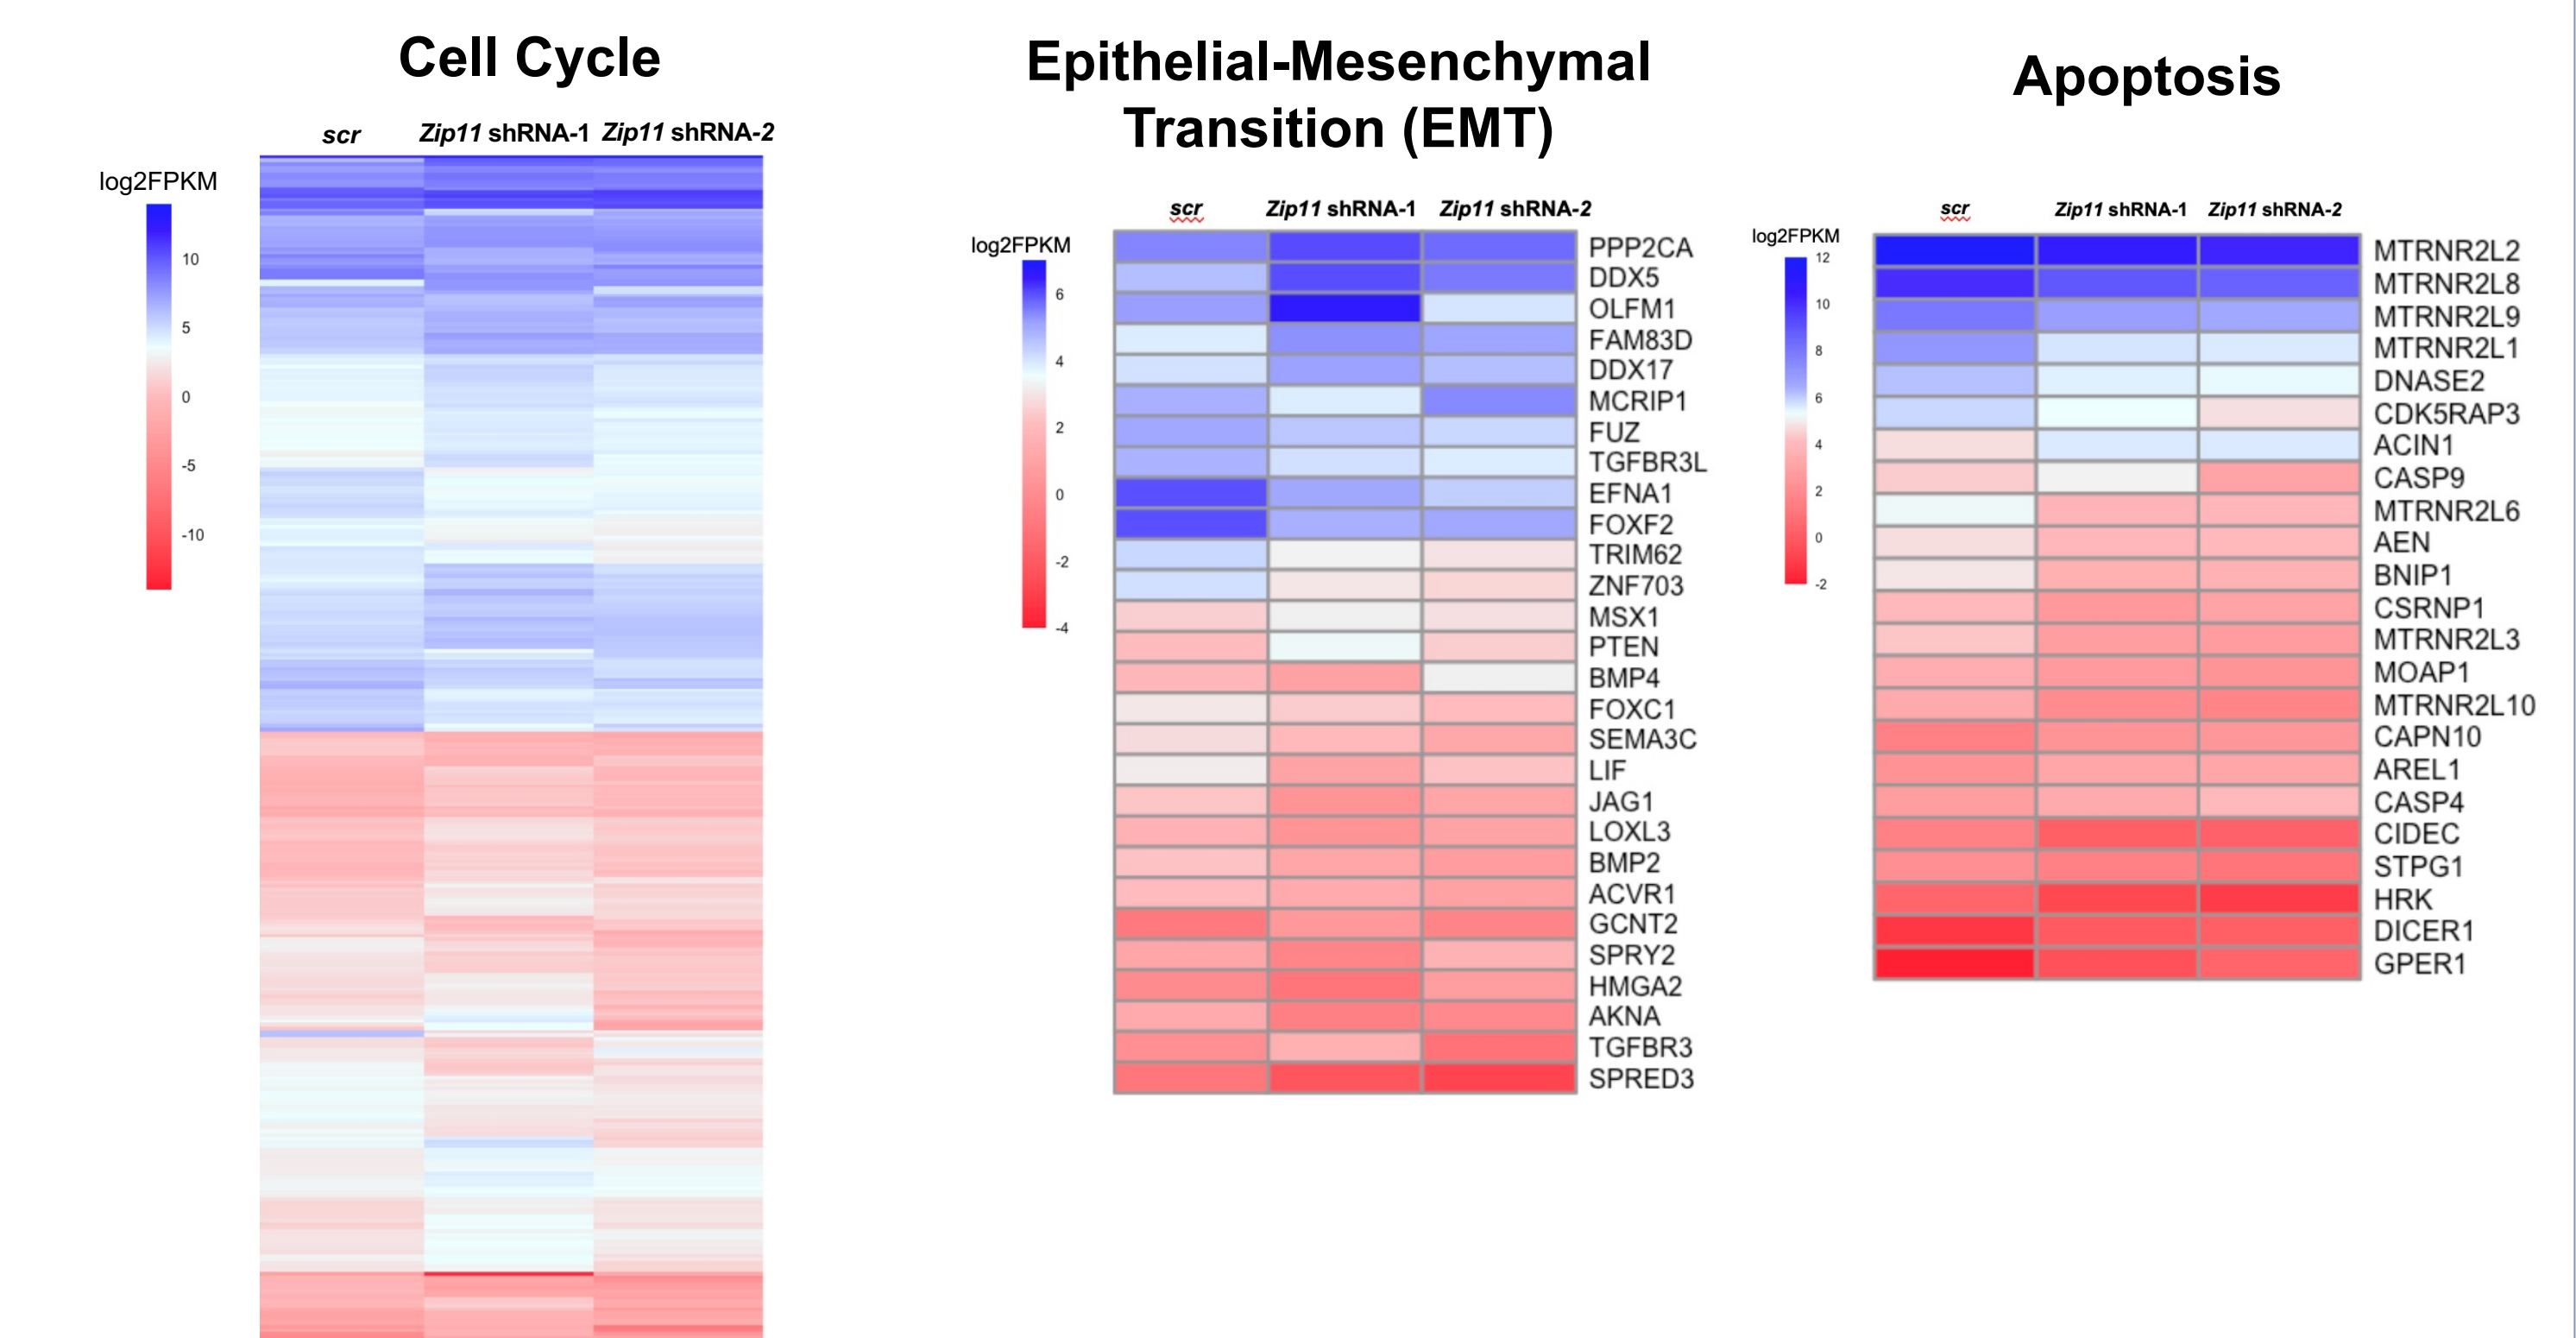 Cell Cycle
scr Zip11 shRNA-1 Zip11 shRNA-2
log2FPKM
10
5
0
-5
-10
Epithelial-Mesenchymal
Transition (EMT)
scr Zip11 shRNA-1 Zip11 shRNA-2
log2FPKM
6
4
2
0
-2
-4
PPP2CA
DDX5
OLFM1
FAM83D
DDX17
MCRIP1
FUZ
TGFBR3L
EFNA1
FOXF2
TRIM62
ZNF703
MSX1
PTEN
BMP4
FOXC1
SEMA3C
LIF
JAG1
LOXL3
BMP2
ACVR1
GCNT2
SPRY2
HMGA2
AKNA
TGFBR3
SPRED3
Apoptosis
scr Zip11 shRNA-1 Zip11 shRNA-2
log2FPKM
12
10
8
6
4
2
0
-2
MTRNR2L2
MTRNR2L8
MTRNR2L9
MTRNR2L1
DNASE2
CDK5RAP3
ACIN1
CASP9
MTRNR2L6
AEN
BNIP1
CSRNP1
MTRNR2L3
MOAP1
MTRNR2L10
CAPN10
AREL1
CASP4
CIDEC
STPG1
HRK
DICER1
GPER1